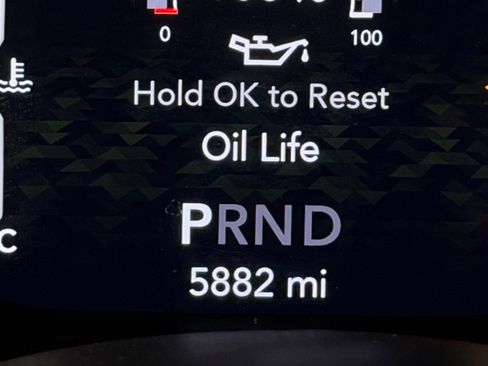 0 100
Hold OK to Reset
Oil Life
PRND
5882 mi
C